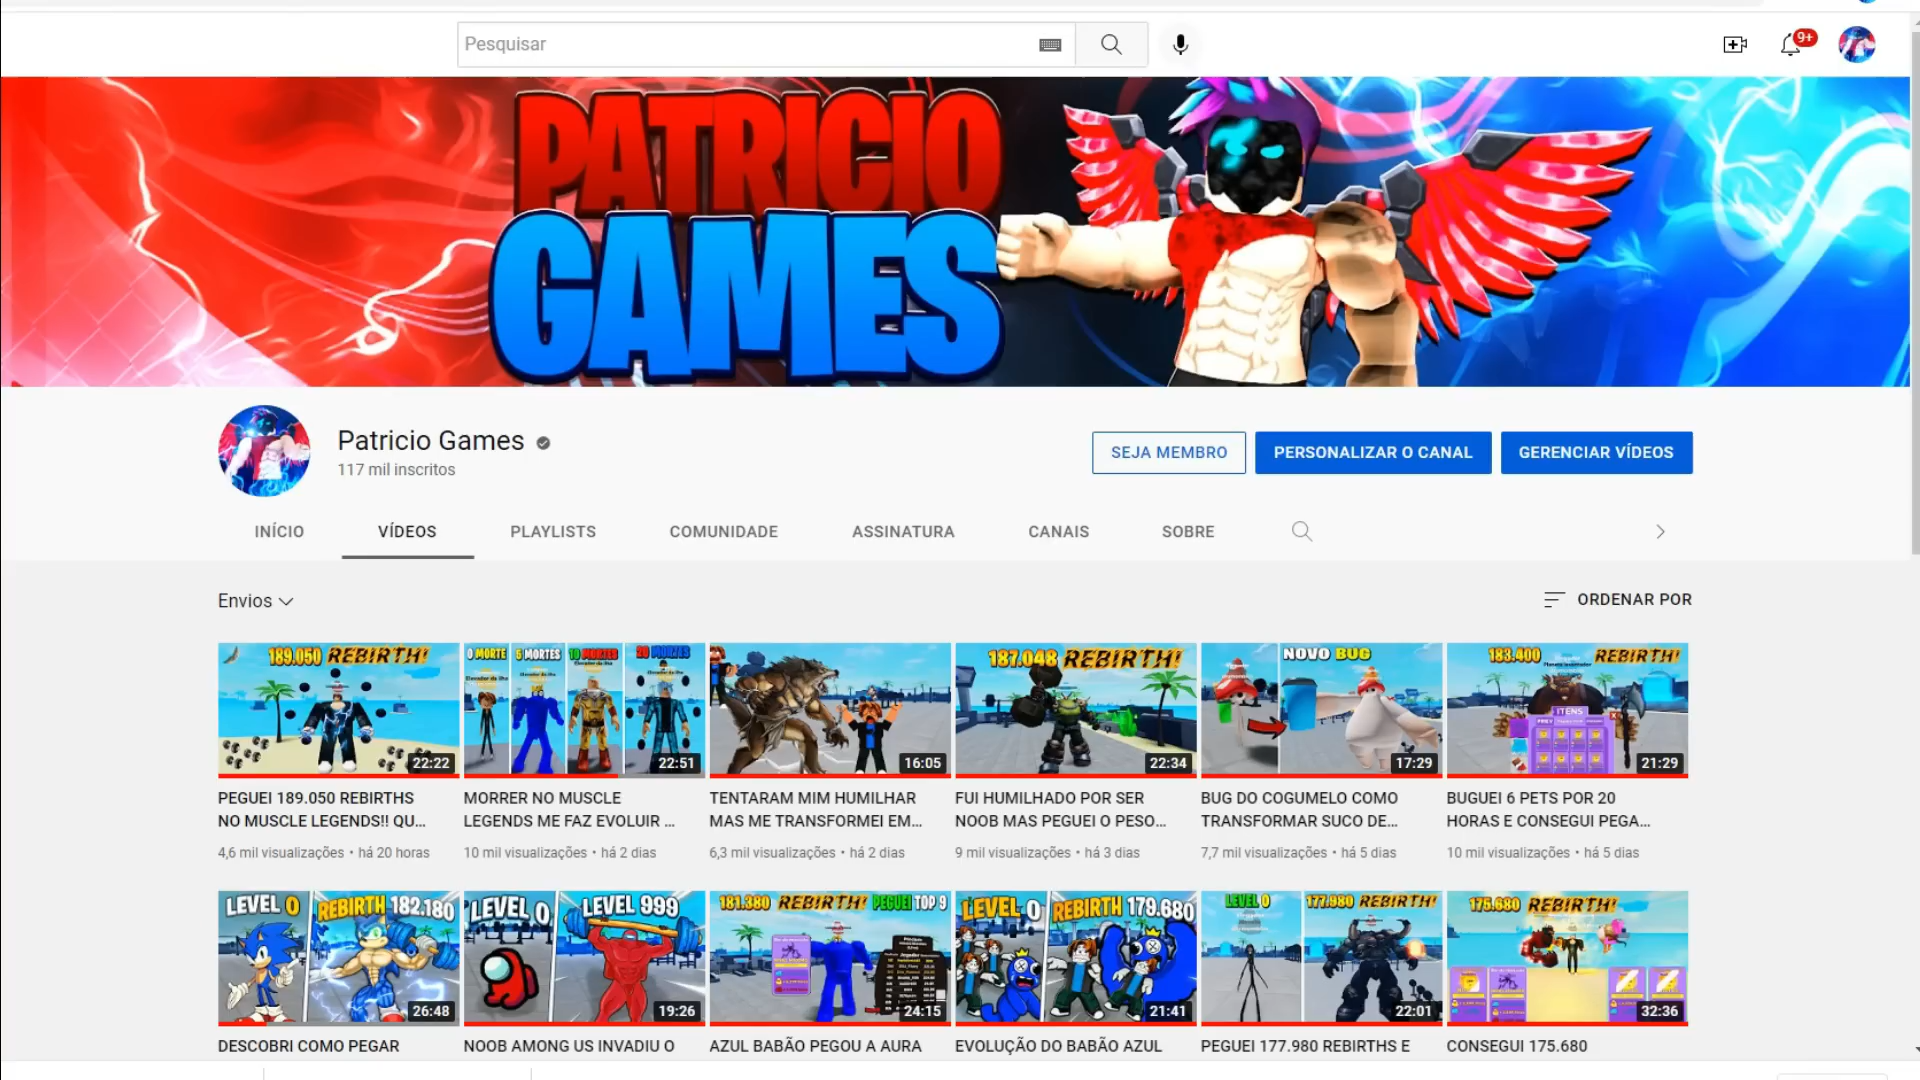 Pesquisar
9+
PATRICIO
GAMES
Patricio Games
117 mil inscritos
SEJA MEMBRO
PERSONALIZAR O CANAL
GERENCIAR VÍDEOS
INÍCIO
VÍDEOS
PLAYLISTS
COMUNIDADE
ASSINATURA
CANAIS
SOBRE
Envios
ORDENAR POR
189.050 REBIRTH!
22:22
0 MORTE
5 MORTES
10 MORTES
20 MORTES
22:51
16:05
187.048 REBIRTH!
22:34
NOVO BUG
17:29
183.400 REBIRTH!
ITENS
21:29
PEGUEI 189.050 REBIRTHS
NO MUSCLE LEGENDS!! QU...
4,6 mil visualizações • há 20 horas
MORRER NO MUSCLE
LEGENDS ME FAZ EVOLUIR ...
10 mil visualizações • há 2 dias
TENTARAM MIM HUMILHAR
MAS ME TRANSFORMEI EM...
6,3 mil visualizações • há 2 dias
FUI HUMILHADO POR SER
NOOB MAS PEGUEI O PESO...
9 mil visualizações • há 3 dias
BUG DO COGUMELO COMO
TRANSFORMAR SUCO DE...
7,7 mil visualizações • há 5 dias
BUGUEI 6 PETS POR 20
HORAS E CONSEGUI PEGA...
10 mil visualizações • há 5 dias
LEVEL 0
REBIRTH 182.180
26:48
LEVEL 0
LEVEL 999
19:26
181.380 REBIRTH! PEGUEI TOP 9
24:15
LEVEL 0
REBIRTH 179.680
21:41
LEVEL 0
177.980 REBIRTH!
22:01
175.680 REBIRTH!
32:36
DESCOBRI COMO PEGAR
NOOB AMONG US INVADIU O
AZUL BABÃO PEGOU A AURA
EVOLUÇÃO DO BABÃO AZUL
PEGUEI 177.980 REBIRTHS E
CONSEGUI 175.680